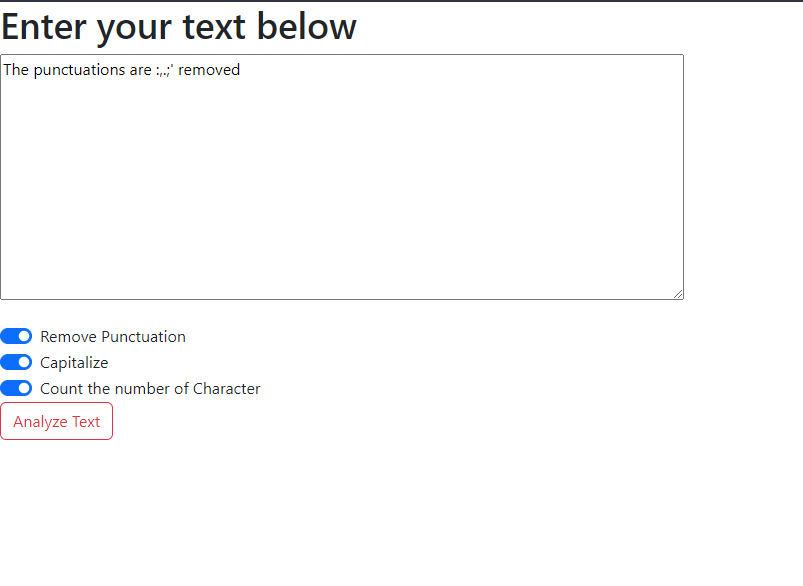 Enter your text below
The punctuations are :,.;' removed
Remove Punctuation
Capitalize
Count the number of Character
Analyze Text